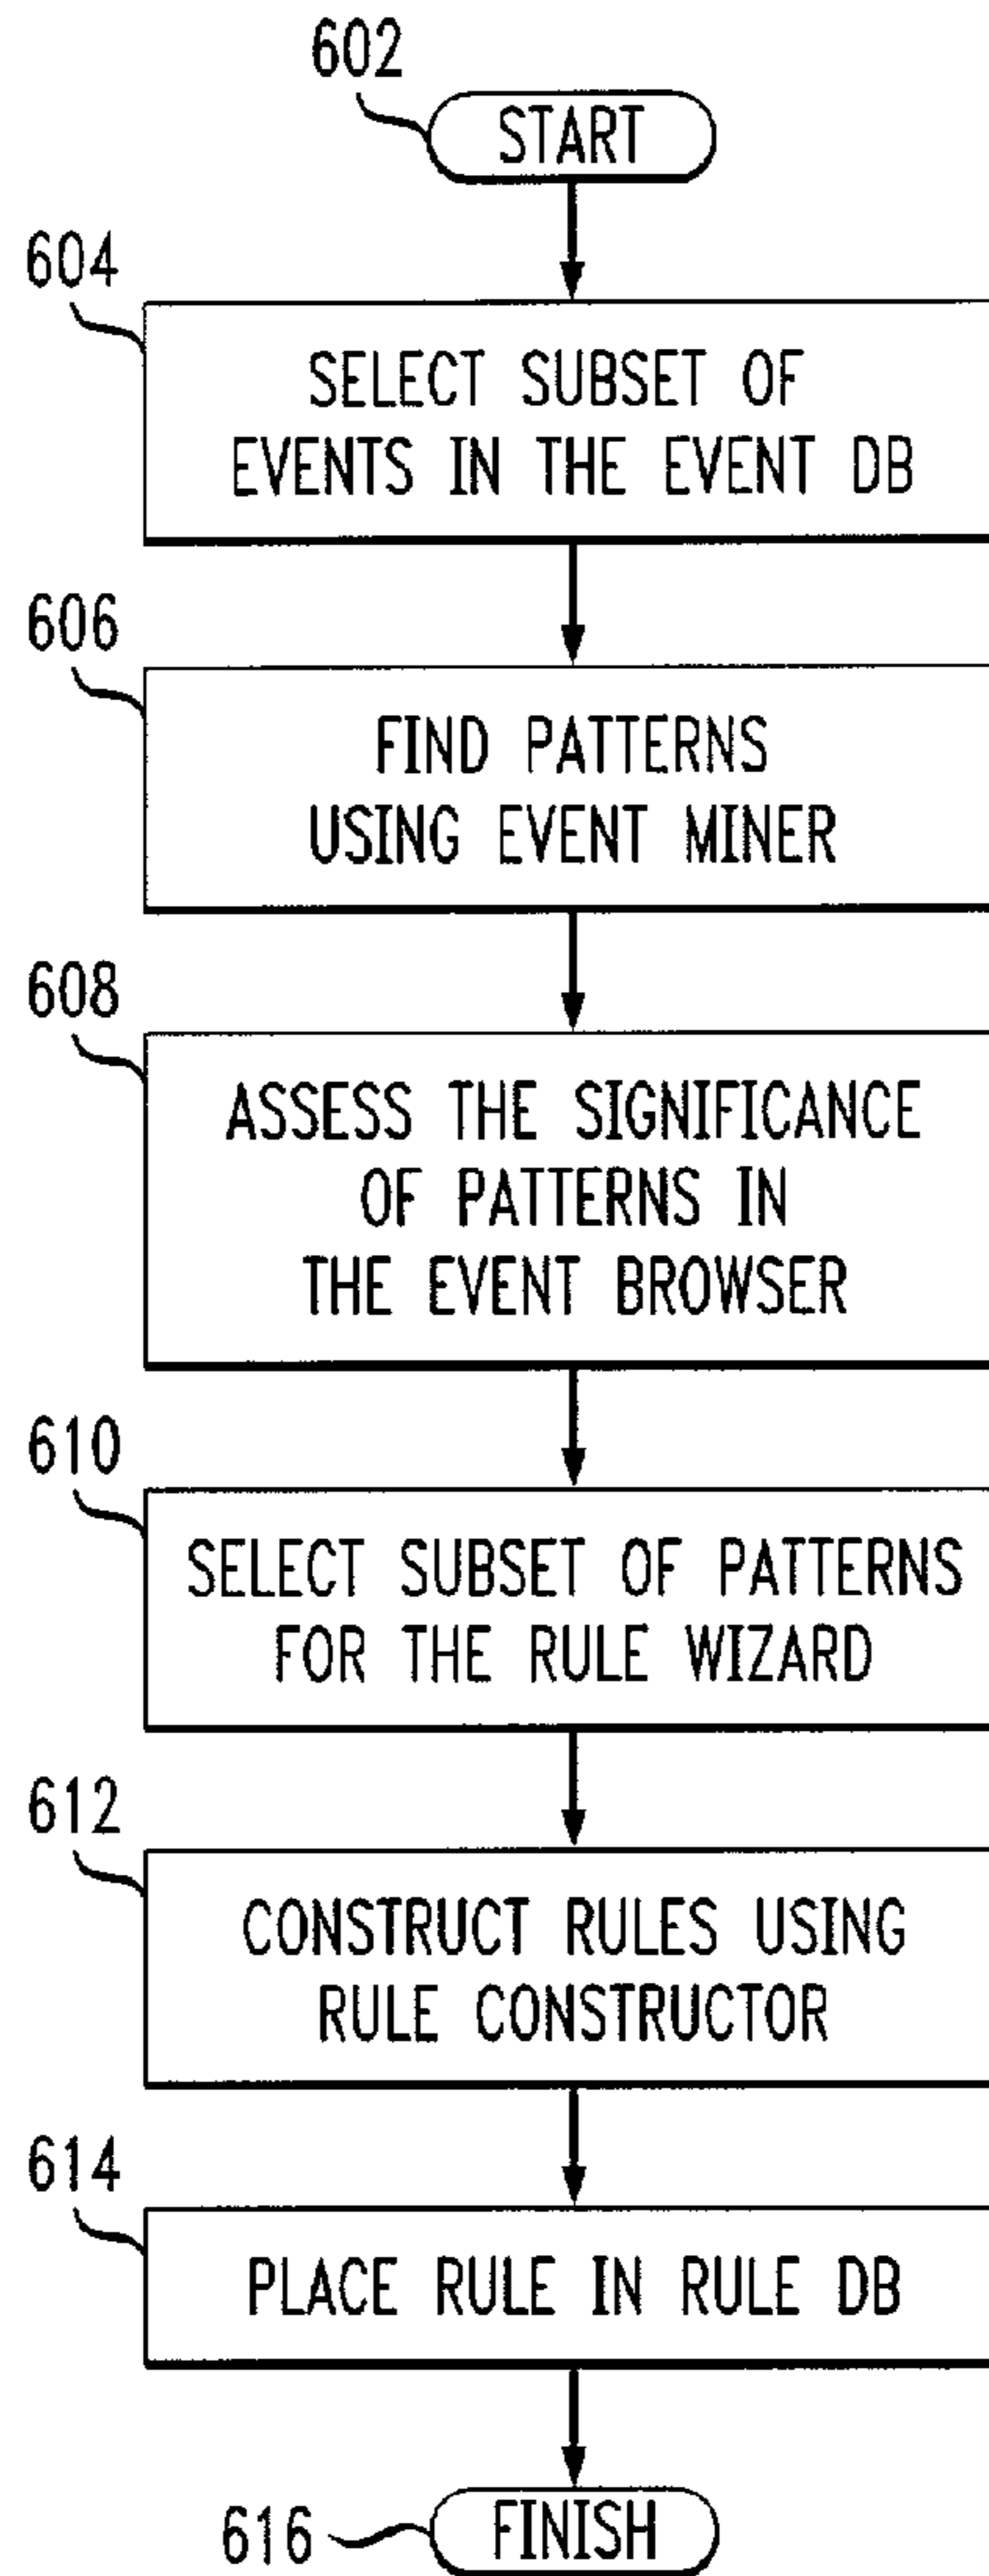 602
START
604
SELECT SUBSET OF
EVENTS IN THE EVENT DB
606
FIND PATTERNS
USING EVENT MINER
608
ASSESS THE SIGNIFICANCE
OF PATTERNS IN
THE EVENT BROWSER
610
SELECT SUBSET OF PATTERNS
FOR THE RULE WIZARD
612
CONSTRUCT RULES USING
RULE CONSTRUCTOR
614
PLACE RULE IN RULE DB
616
FINISH